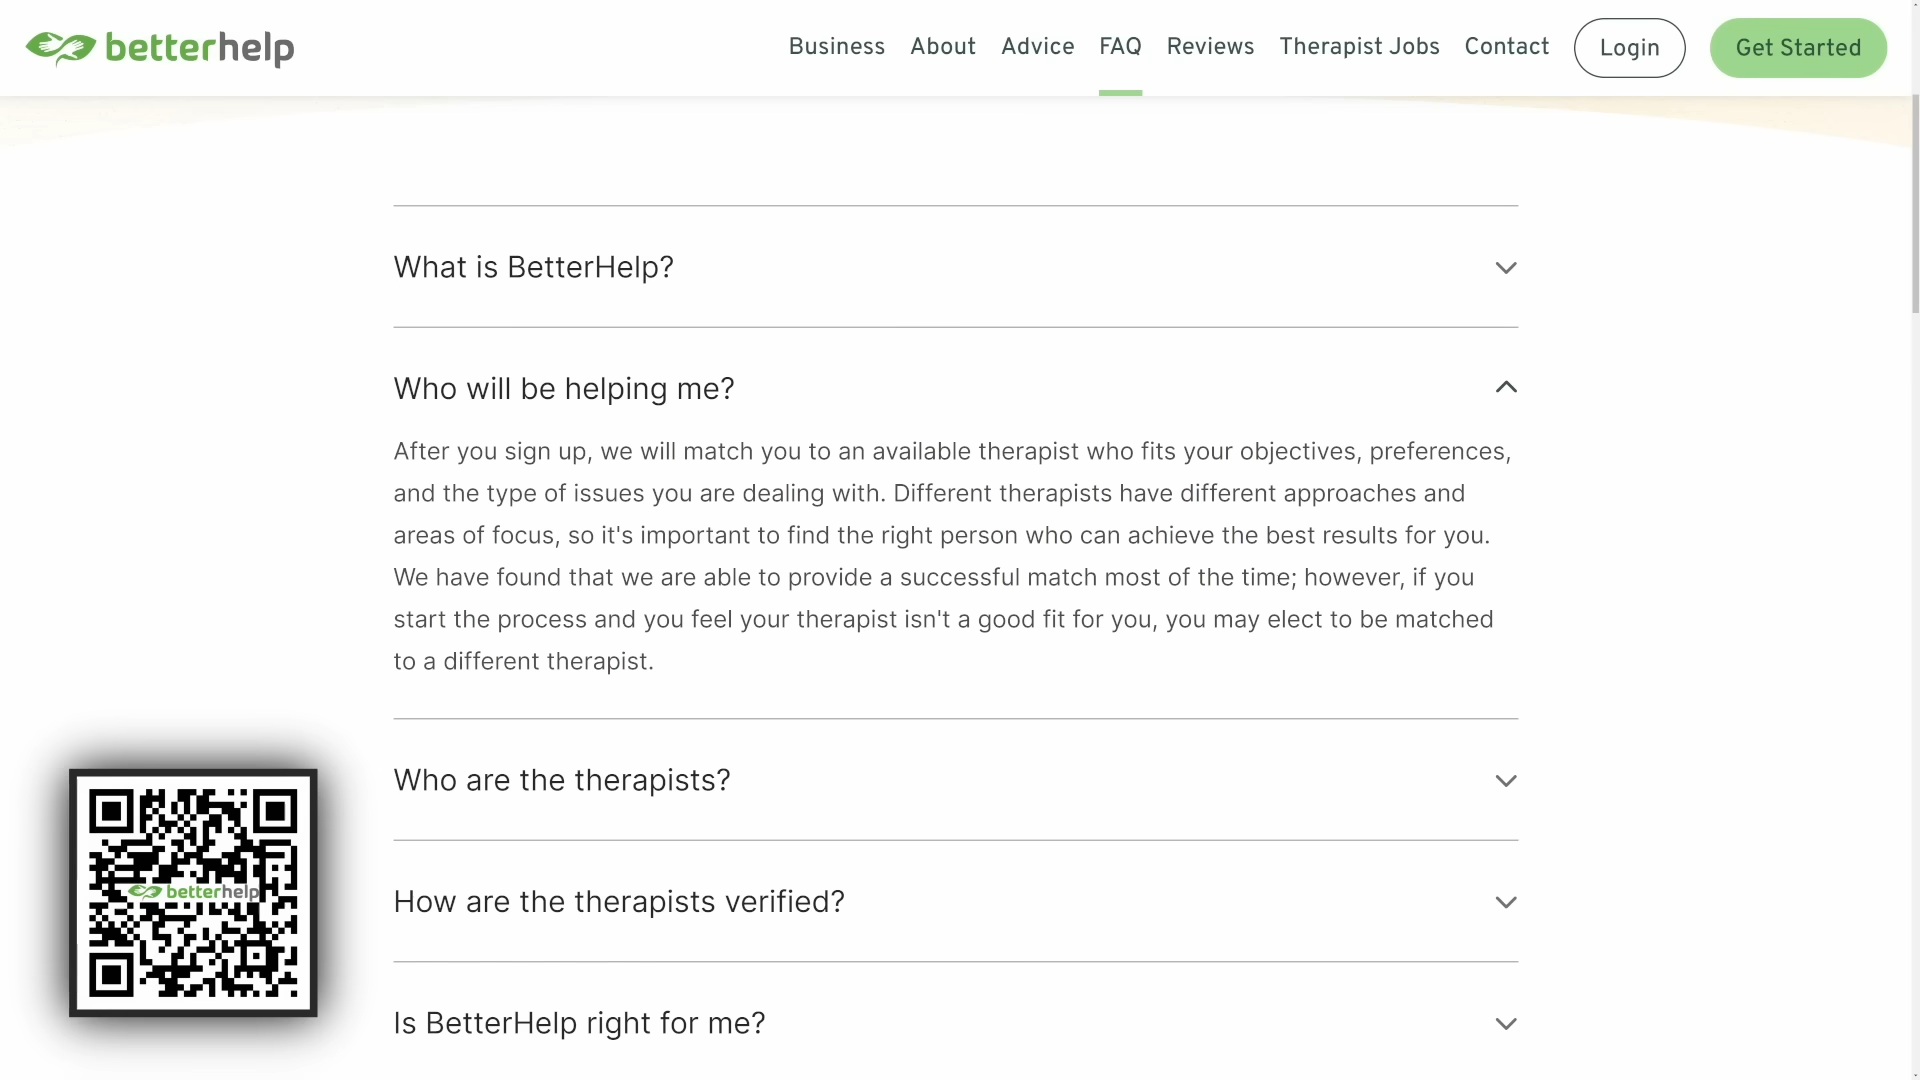 betterhelp
Business About Advice FAQ Reviews Therapist Jobs Contact Login Get Started
What is BetterHelp?
Who will be helping me?
After you sign up, we will match you to an available therapist who fits your objectives, preferences,
and the type of issues you are dealing with. Different therapists have different approaches and
areas of focus, so it's important to find the right person who can achieve the best results for you.
We have found that we are able to provide a successful match most of the time; however, if you
start the process and you feel your therapist isn't a good fit for you, you may elect to be matched
to a different therapist.
Who are the therapists?
How are the therapists verified?
betterhelp
Is BetterHelp right for me?